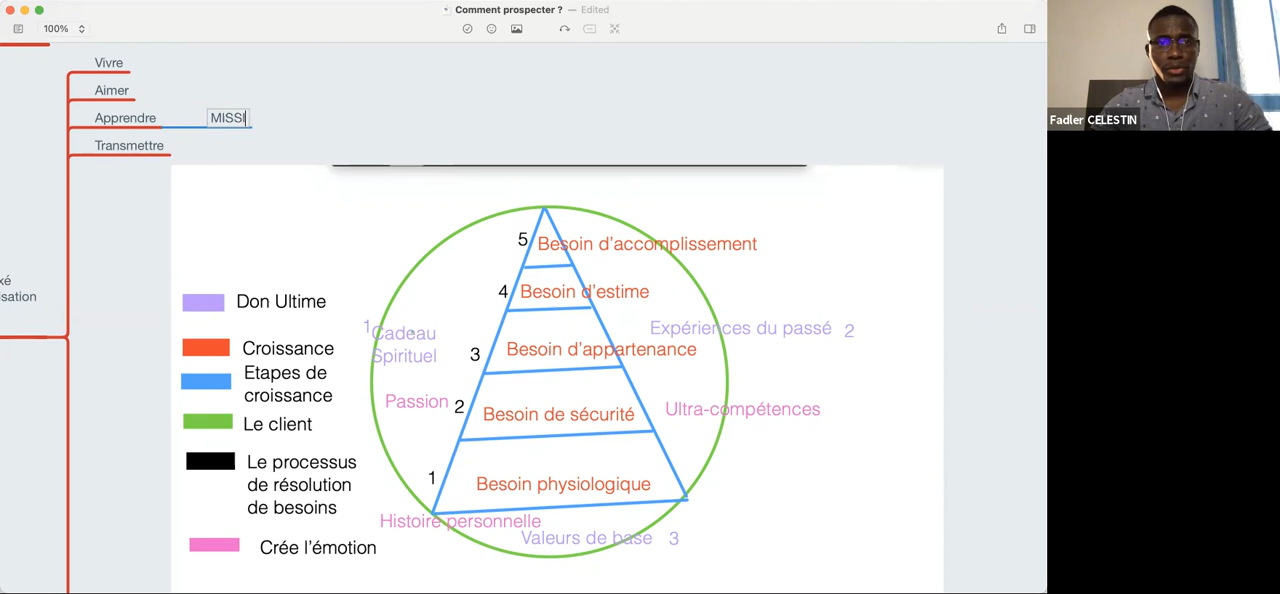 Comment prospecter ? — Edited
100%
Fadler CELESTIN
Vivre
Aimer
Apprendre
MISSI
Transmettre
xé
isation
5 Besoin d'accomplissement
4 Besoin d'estime
3 Besoin d'appartenance
2 Besoin de sécurité
1 Besoin physiologique
1 Cadeau
Spirituel
Passion
Histoire personnelle
Expériences du passé 2
Ultra-compétences
Valeurs de base 3
Don Ultime
Croissance
Etapes de
croissance
Le client
Le processus
de résolution
de besoins
Crée l'émotion